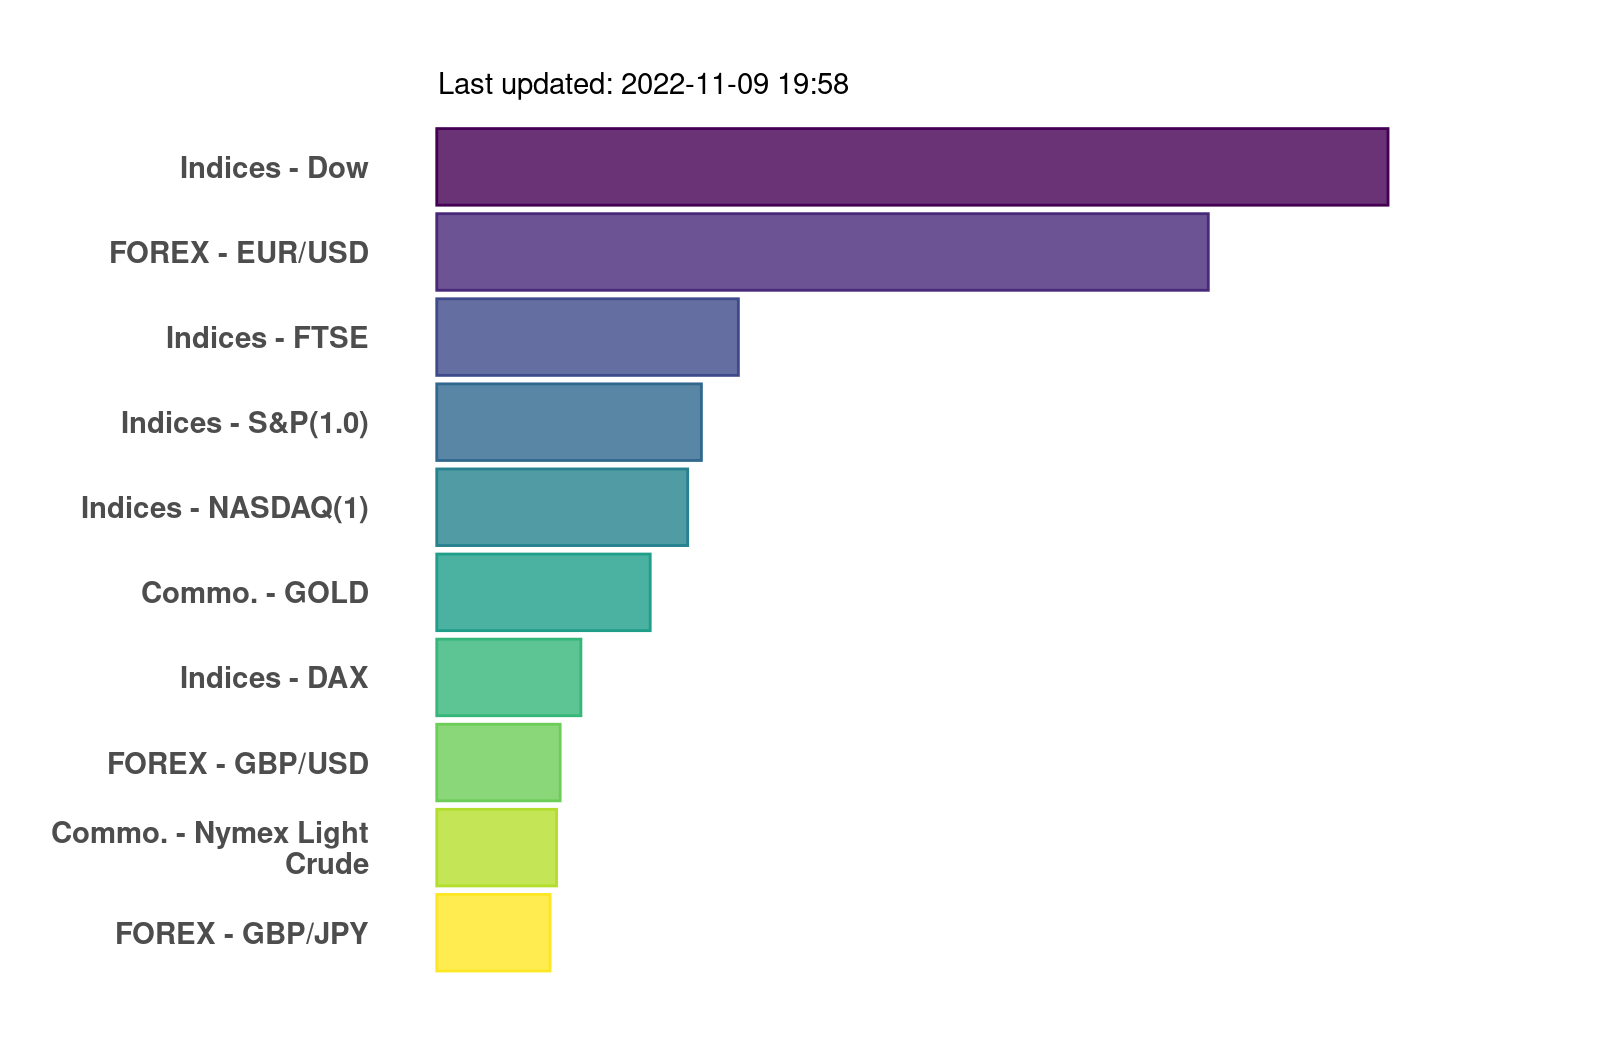 Last updated: 2022-11-09 19:58
Indices - Dow
FOREX - EUR/USD
Indices - FTSE
Indices - S&P(1.0)
Indices - NASDAQ(1)
Commo. - GOLD
Indices - DAX
FOREX - GBP/USD
Commo. - Nymex Light
Crude
FOREX - GBP/JPY